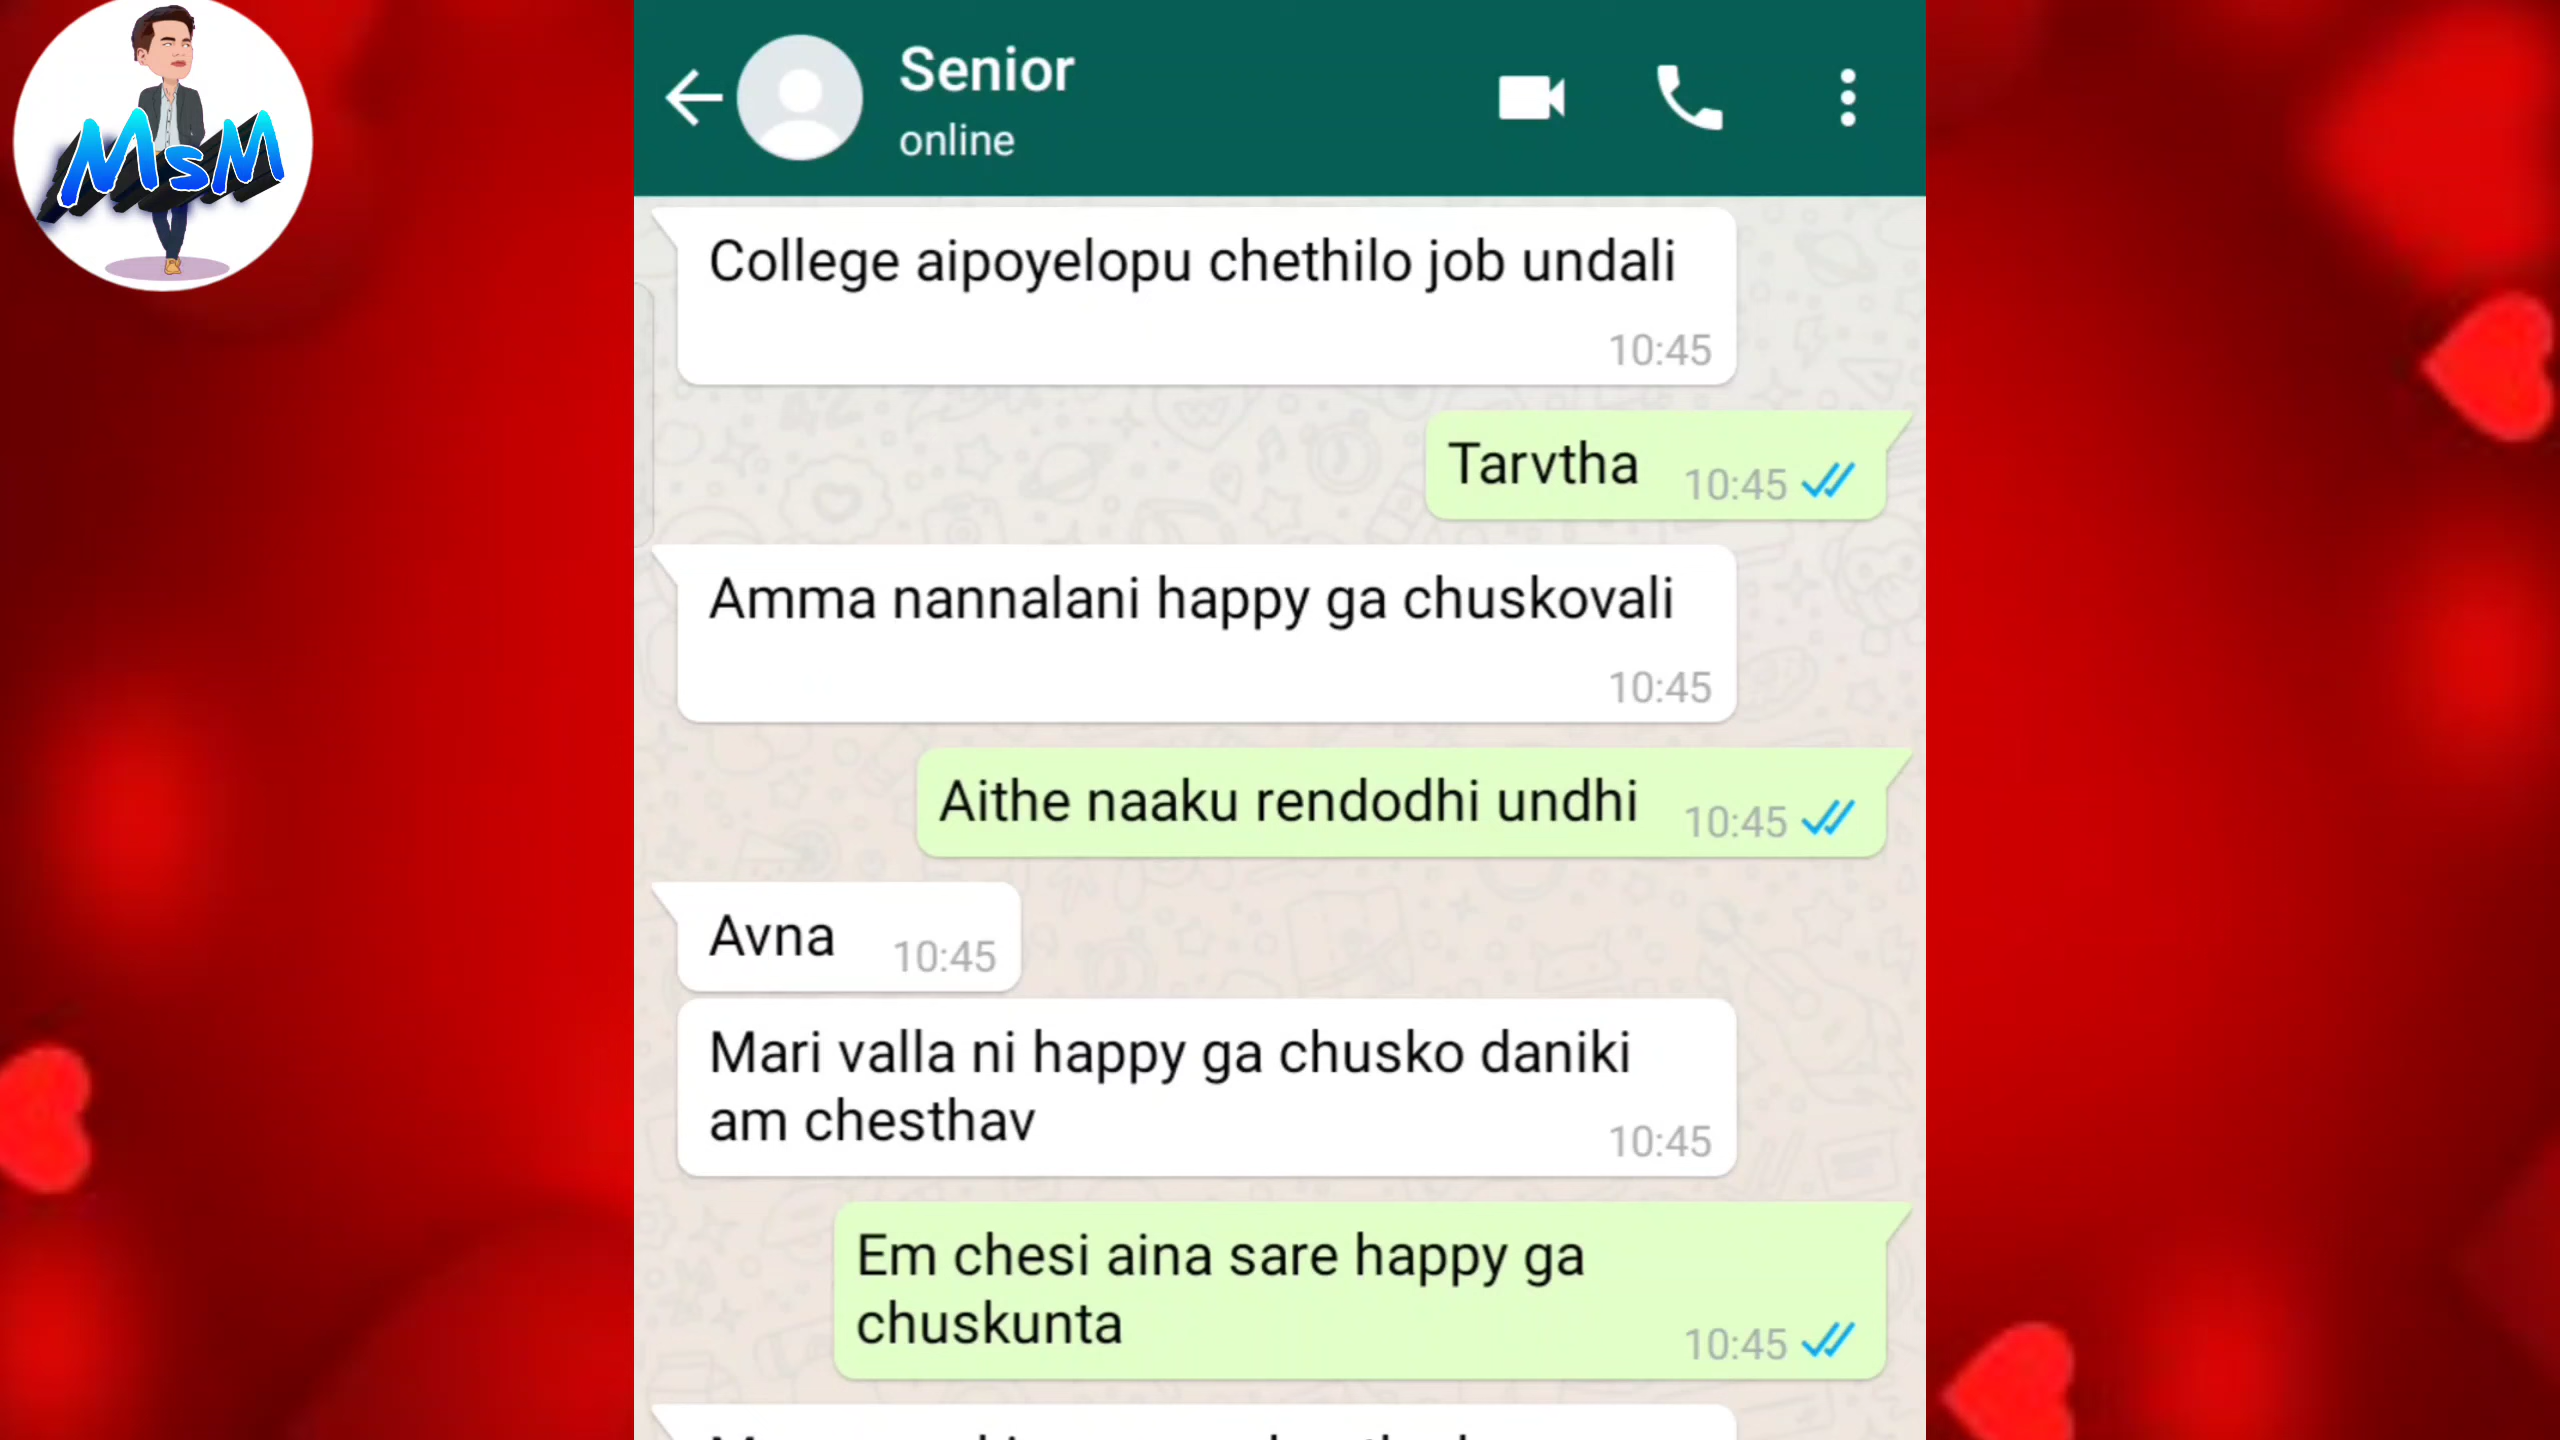 MsM
Senior
online
College aipoyelopu chethilo job undali
10:45
Tarvtha 10:45
Amma nannalani happy ga chuskovali
10:45
Aithe naaku rendodhi undhi 10:45
Avna 10:45
Mari valla ni happy ga chusko daniki
am chesthav 10:45
Em chesi aina sare happy ga
chuskunta 10:45